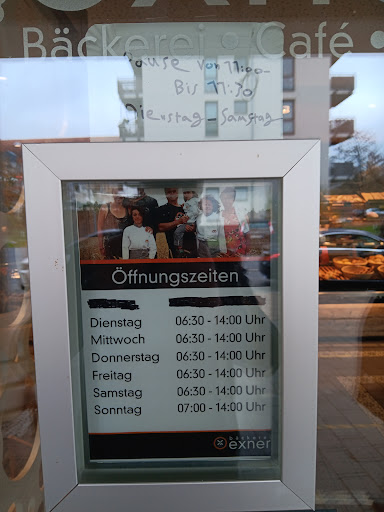 Bäckerei • Café •
Pause von 11:00-
Bis 11:30
Dienstag - Samstag
Öffnungszeiten
Dienstag 06:30 - 14:00 Uhr
Mittwoch 06:30 - 14:00 Uhr
Donnerstag 06:30 - 14:00 Uhr
Freitag 06:30 - 14:00 Uhr
Samstag 06:30 - 14:00 Uhr
Sonntag 07:00 - 14:00 Uhr
bäckerei
exner